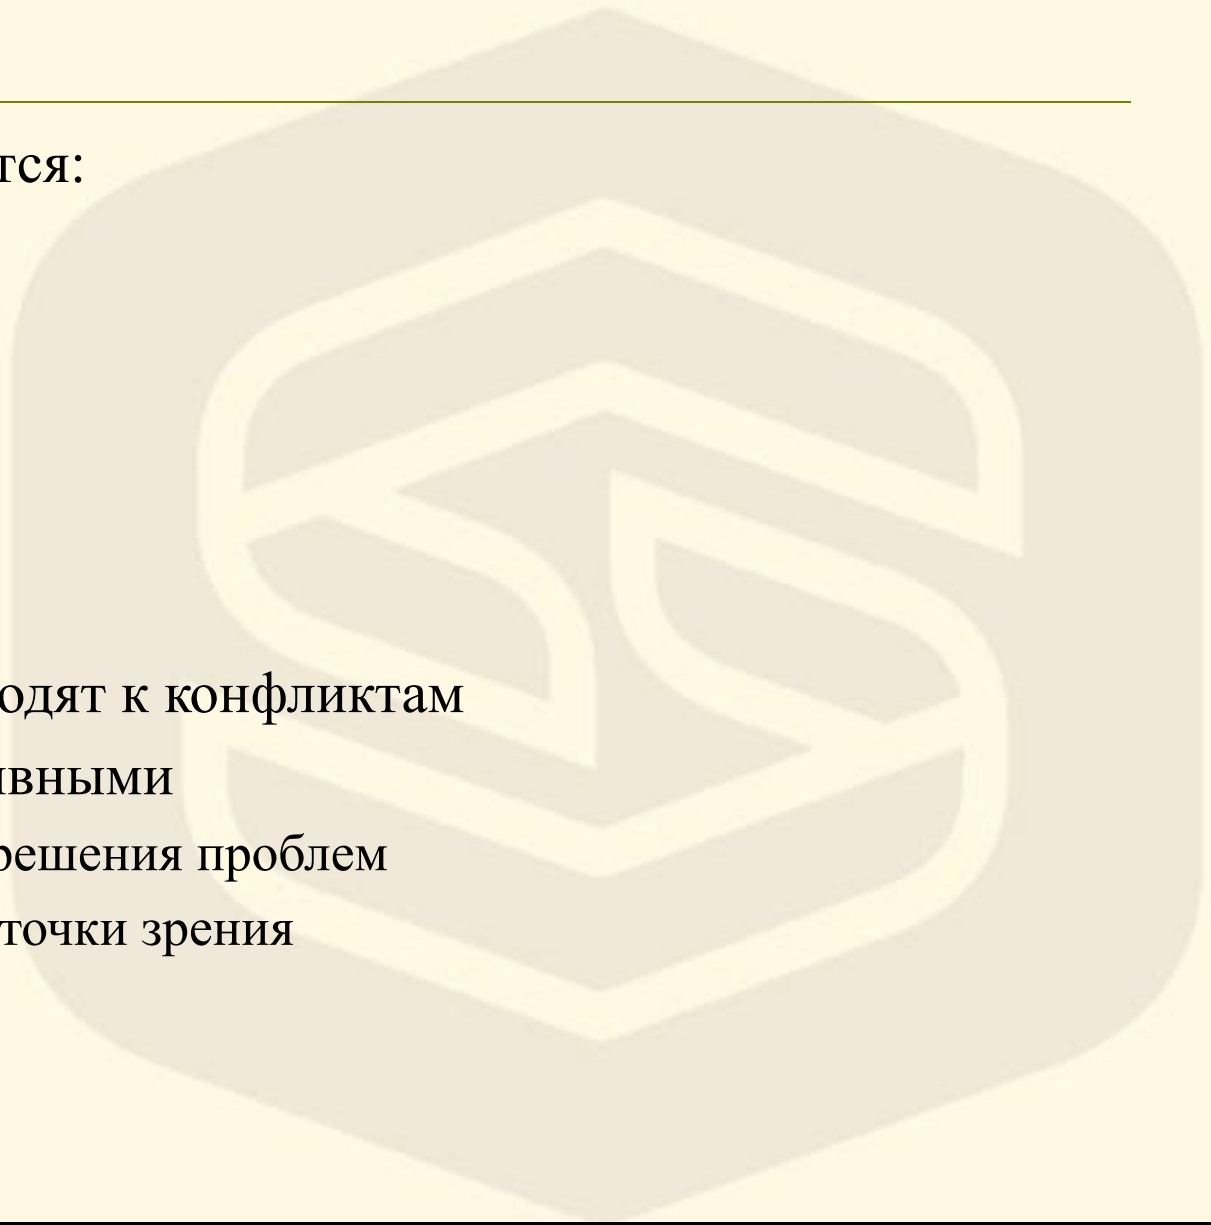 тся:
одят к конфликтам
ивными
решения проблем
точки зрения